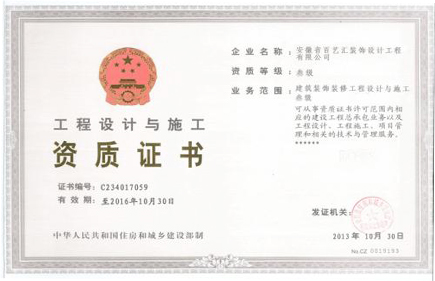 工程设计与施工
资质证书
证书编号：C234017059
有 效 期：至2016年10月30日
中华人民共和国住房和城乡建设部制
企业名称：安徽省百艺汇装饰设计工程
有限公司
资质等级：叁级
业务范围：建筑装饰装修工程设计与施工
叁级
可从事资质证书许可范围内相
应的建设工程总承包业务以及
工程设计、工程施工、项目管
理和相关的技术与管理服务。
******
发证机关：
2013年10月30日
No.CZ 0015193